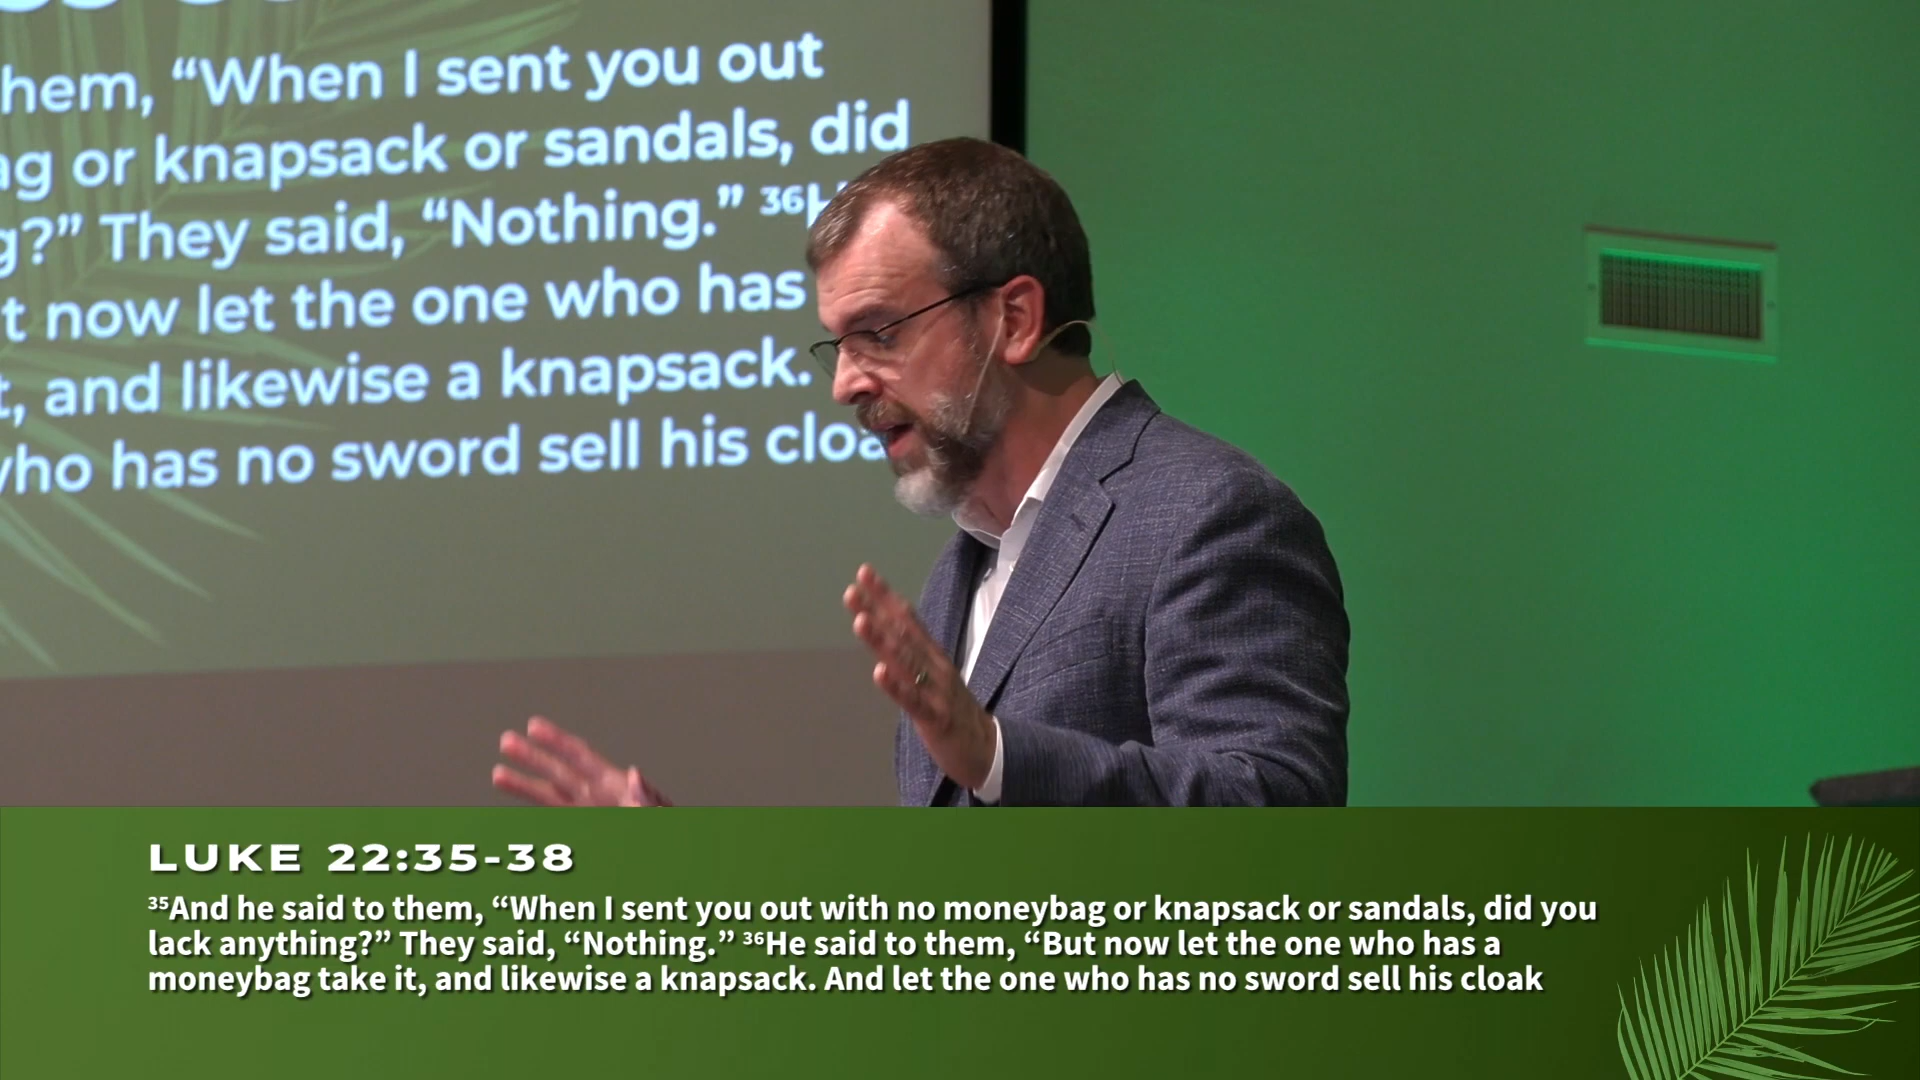 hem, “When I sent you out
ag or knapsack or sandals, did
g?” They said, “Nothing.” ³⁶H
t now let the one who has
t, and likewise a knapsack.
who has no sword sell his cloa
LUKE 22:35-38
³⁵And he said to them, “When I sent you out with no moneybag or knapsack or sandals, did you
lack anything?” They said, “Nothing.” ³⁶He said to them, “But now let the one who has a
moneybag take it, and likewise a knapsack. And let the one who has no sword sell his cloak